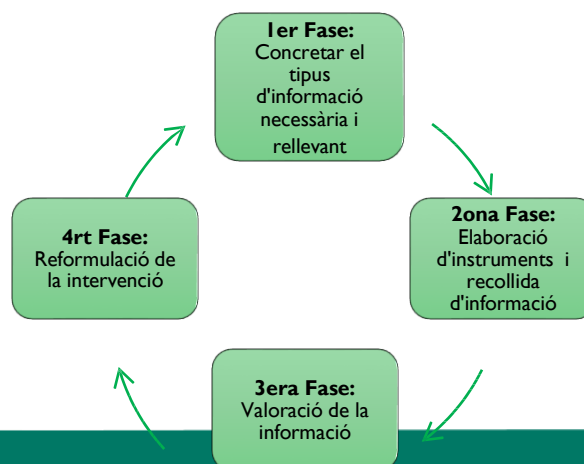 1er Fase:
Concretar el
tipus
d'informació
necessària i
rellevant
2ona Fase:
Elaboració
d'instruments i
recollida
d'informació
3era Fase:
Valoració de la
informació
4rt Fase:
Reformulació de
la intervenció